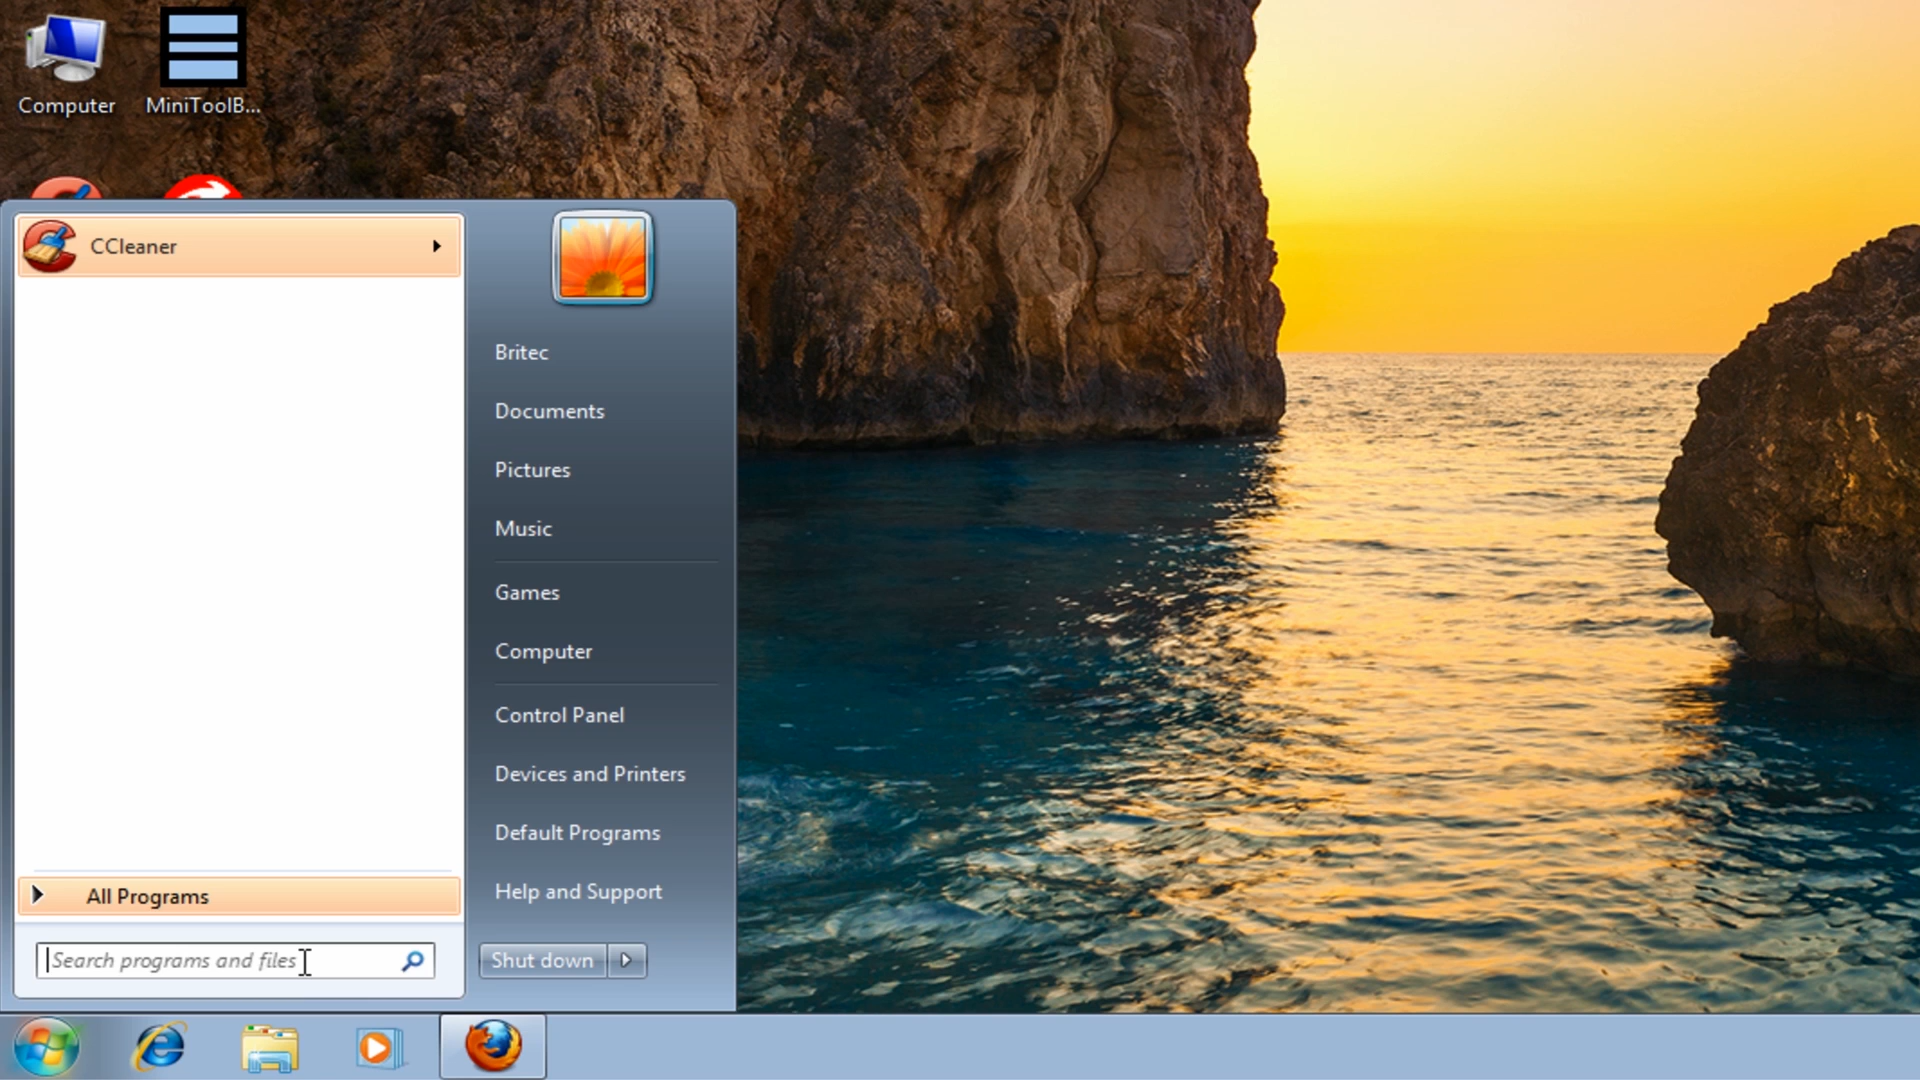 Computer
MiniToolB...
CCleaner
Britec
Documents
Pictures
Music
Games
Computer
Control Panel
Devices and Printers
Default Programs
Help and Support
All Programs
Search programs and files
Shut down